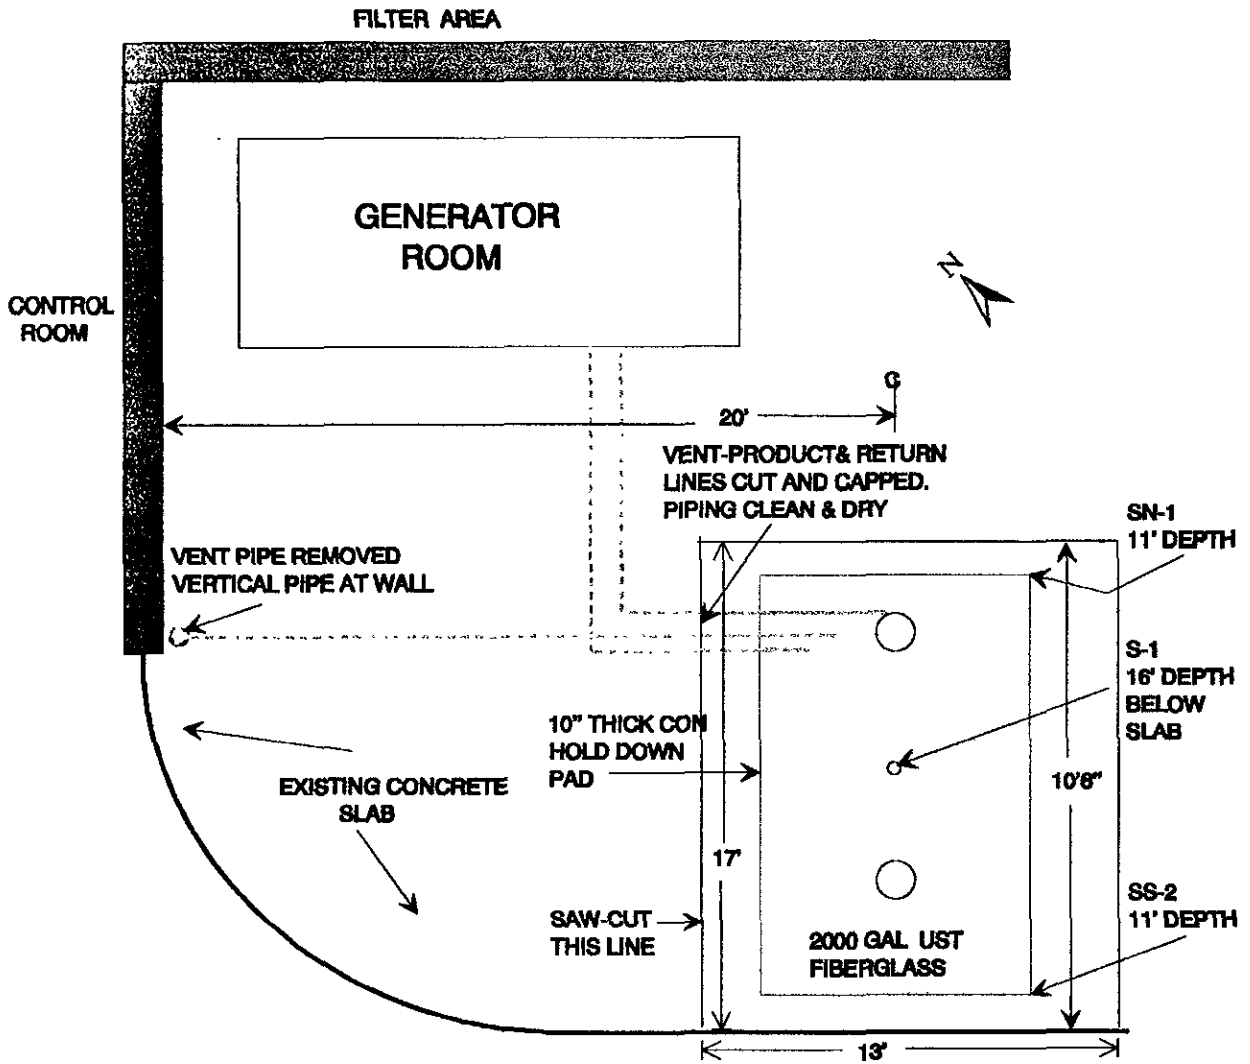 FILTER AREA
GENERATOR
ROOM
CONTROL
ROOM
N
C
20'
VENT-PRODUCT& RETURN
LINES CUT AND CAPPED.
PIPING CLEAN & DRY
SN-1
11' DEPTH
VENT PIPE REMOVED
VERTICAL PIPE AT WALL
S-1
16' DEPTH
BELOW
SLAB
10" THICK CON
HOLD DOWN
PAD
EXISTING CONCRETE
SLAB
10'8"
17'
SS-2
11' DEPTH
SAW-CUT
THIS LINE
2000 GAL UST
FIBERGLASS
13'